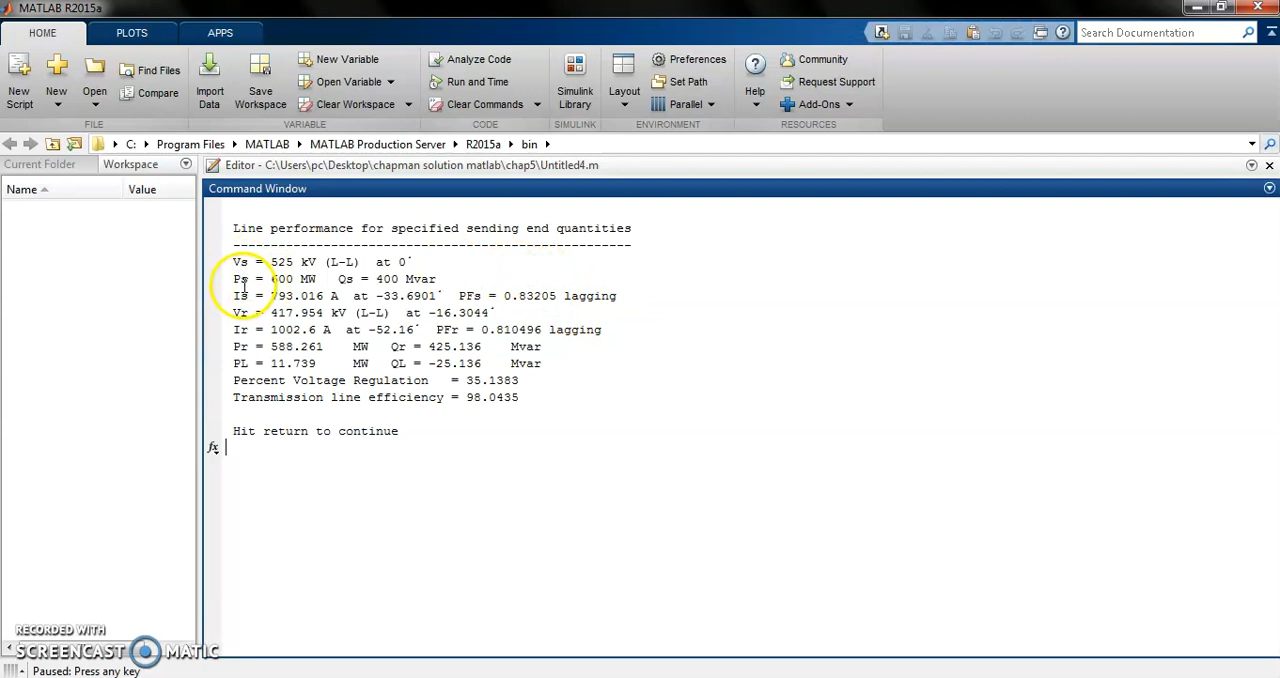 MATLAB R2015a
HOME PLOTS APPS
Search Documentation
New Script
New
Open
Find Files
Compare
FILE
Import Data
Save Workspace
New Variable
Open Variable
Clear Workspace
VARIABLE
Analyze Code
Run and Time
Clear Commands
CODE
Simulink Library
SIMULINK
Layout
Preferences
Set Path
Parallel
ENVIRONMENT
Help
Community
Request Support
Add-Ons
RESOURCES
C: Program Files MATLAB MATLAB Production Server R2015a bin
Current Folder Workspace
Name Value
Editor - C:\Users\pc\Desktop\chapman solution matlab\chap5\Untitled4.m
Command Window
Line performance for specified sending end quantities
-----------------------------------------------------
Vs = 525 kV (L-L) at 0´
Ps = 600 MW Qs = 400 Mvar
Is = 793.016 A at -33.6901´ PFs = 0.83205 lagging
Vr = 417.954 kV (L-L) at -16.3044´
Ir = 1002.6 A at -52.16´ PFr = 0.810496 lagging
Pr = 588.261 MW Qr = 425.136 Mvar
PL = 11.739 MW QL = -25.136 Mvar
Percent Voltage Regulation = 35.1383
Transmission line efficiency = 98.0435
Hit return to continue
fx
RECORDED WITH
SCREENCAST MATIC
Paused: Press any key